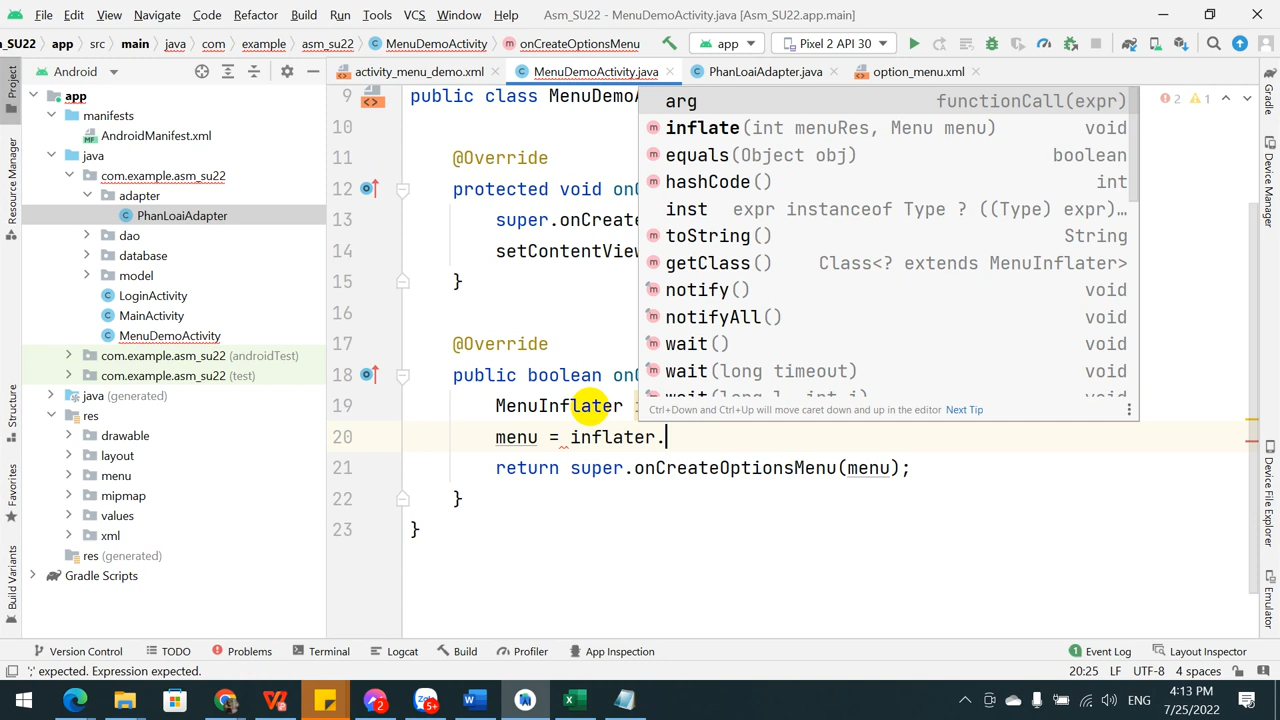 File Edit View Navigate Code Refactor Build Run Tools VCS Window Help Asm_SU22 - MenuDemoActivity.java [Asm_SU22.app.main]
_SU22 app src main java com example asm_su22 MenuDemoActivity onCreateOptionsMenu app Pixel 2 API 30
Android activity_menu_demo.xml MenuDemoActivity.java PhanLoaiAdapter.java option_menu.xml
Project
Resource Manager
Structure
Favorites
Build Variants
app
manifests
AndroidManifest.xml
java
com.example.asm_su22
adapter
PhanLoaiAdapter
dao
database
model
LoginActivity
MainActivity
MenuDemoActivity
com.example.asm_su22 (androidTest)
com.example.asm_su22 (test)
java (generated)
res
drawable
layout
menu
mipmap
values
xml
res (generated)
Gradle Scripts
9 public class MenuDemoA
10
11 @Override
12 protected void on
13 super.onCreate
14 setContentView
15 }
16
17 @Override
18 public boolean on
19 MenuInflater
20 menu = inflater.
21 return super.onCreateOptionsMenu(menu);
22 }
23 }
arg functionCall(expr)
inflate(int menuRes, Menu menu) void
equals(Object obj) boolean
hashCode() int
inst expr instanceof Type ? ((Type) expr)…
toString() String
getClass() Class<? extends MenuInflater>
notify() void
notifyAll() void
wait() void
wait(long timeout) void
wait(long l, int i) void
Ctrl+Down and Ctrl+Up will move caret down and up in the editor Next Tip
2 1
Gradle
Device Manager
Device File Explorer
Emulator
Version Control TODO Problems Terminal Logcat Build Profiler App Inspection Event Log Layout Inspector
';' expected. Expression expected. 20:25 LF UTF-8 4 spaces
2 Zalo 5+ ENG 4:13 PM
7/25/2022